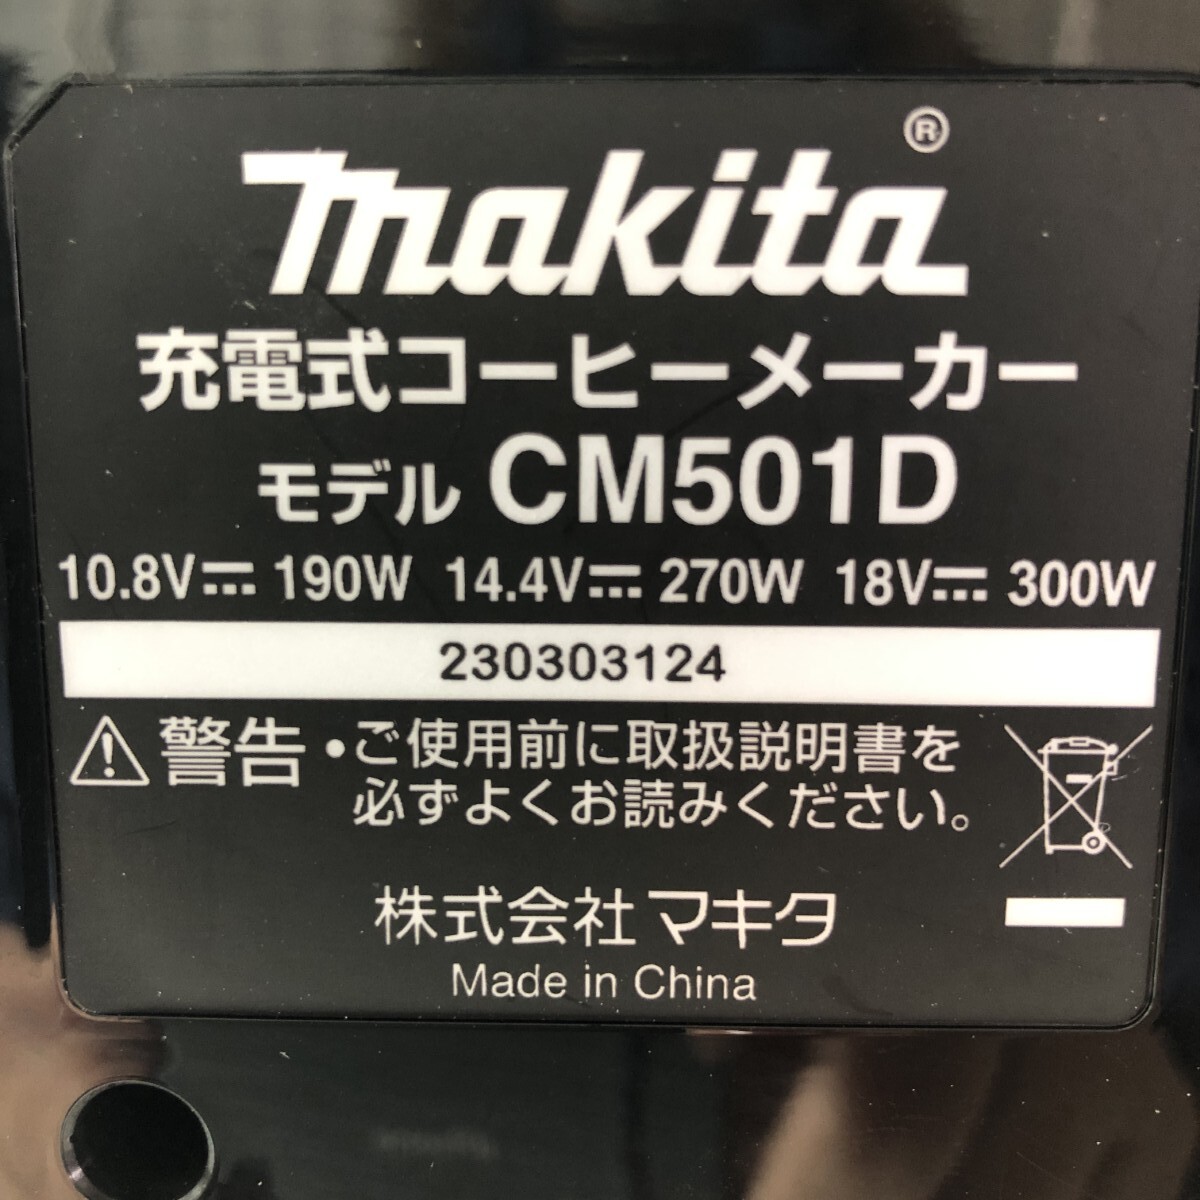 makita®
充電式コーヒーメーカー
モデル CM501D
10.8V⎓ 190W 14.4V⎓ 270W 18V⎓ 300W
230303124
⚠警告 •ご使用前に取扱説明書を
必ずよくお読みください。
株式会社マキタ
Made in China